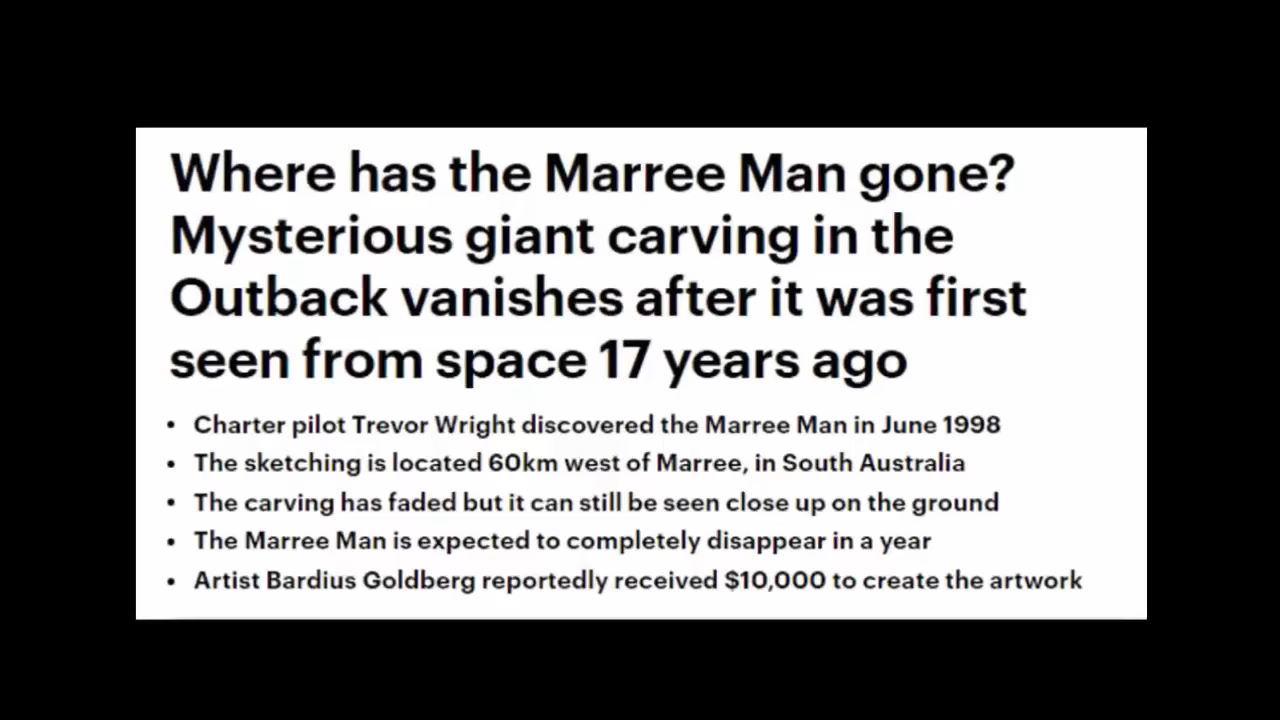 Where has the Marree Man gone?
Mysterious giant carving in the
Outback vanishes after it was first
seen from space 17 years ago
• Charter pilot Trevor Wright discovered the Marree Man in June 1998
• The sketching is located 60km west of Marree, in South Australia
• The carving has faded but it can still be seen close up on the ground
• The Marree Man is expected to completely disappear in a year
• Artist Bardius Goldberg reportedly received $10,000 to create the artwork